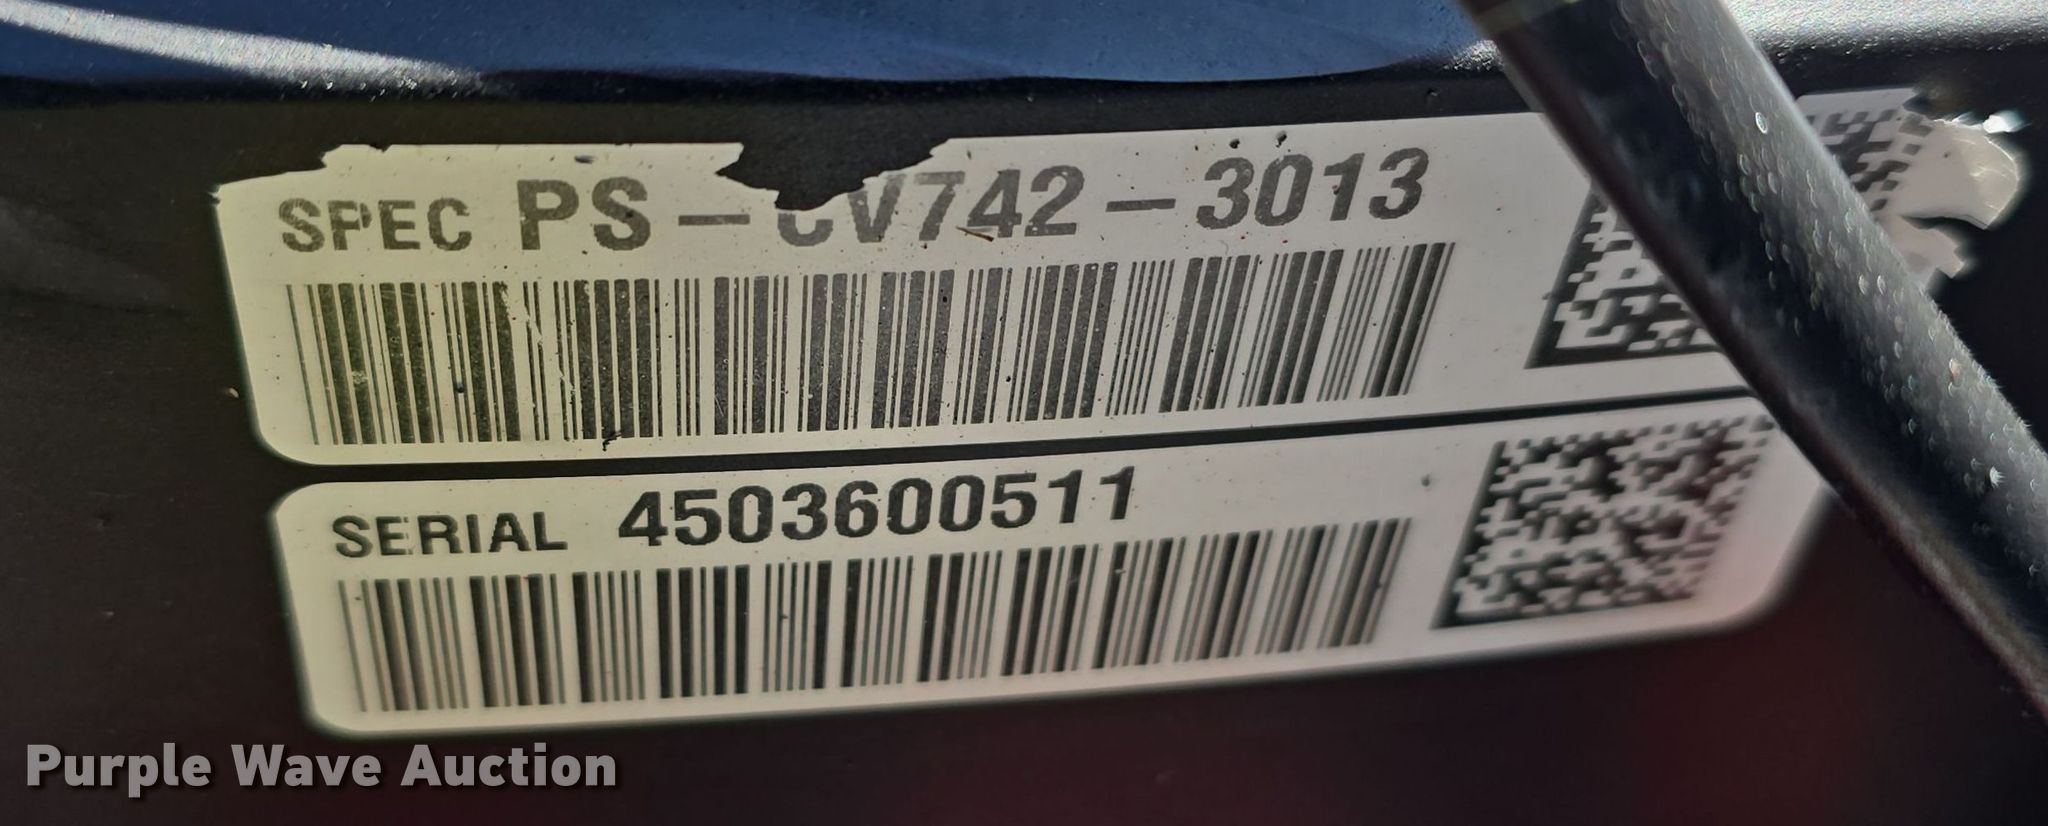 SPEC PS-CV742-3013
SERIAL 4503600511
Purple Wave Auction